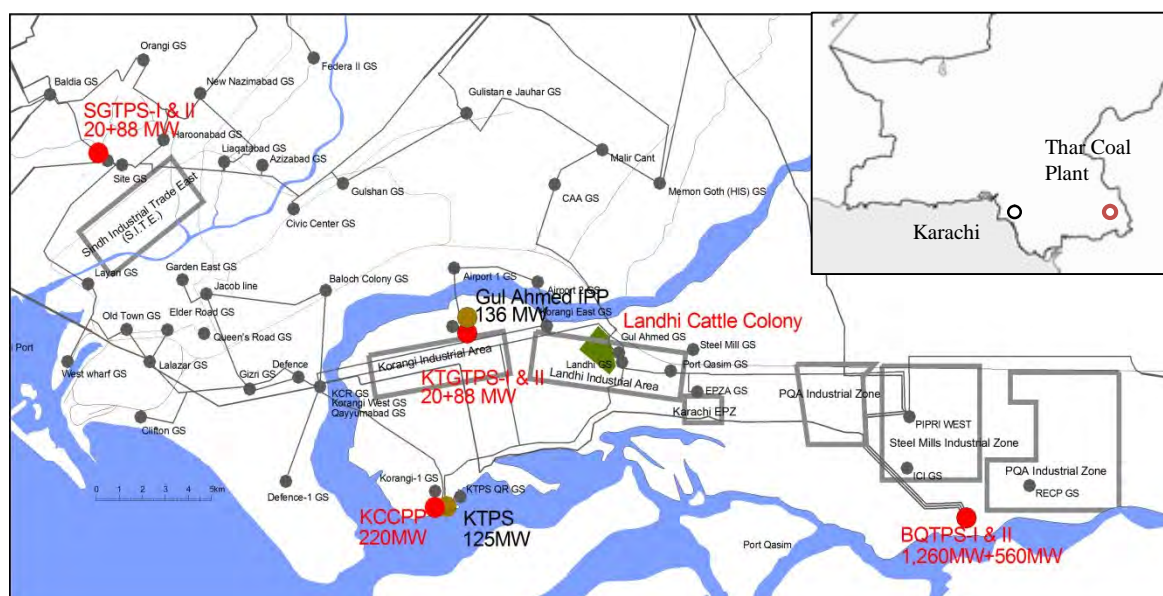 Orangi GS
Federa II GS
Baldia GS
New Nazimabad GS
SGTPS-I & II
20+88 MW
Haroonabad GS
Gulistan e Jauhar GS
Liaqatabad GS
Azizabad GS
Site GS
Malir Cant
Gulshan GS
CAA GS
Memon Goth (HIS) GS
Sindh Industrial Trade East
(S.I.T.E.)
Civic Center GS
Thar Coal
Plant
Karachi
Layari GS
Garden East GS
Jacob line
Baloch Colony GS
Airport 1 GS
Airport 2 GS
Gul Ahmed IPP
136 MW
Korangi East GS
Landhi Cattle Colony
Old Town GS
Elder Road GS
Queen's Road GS
Gul Ahmed GS
Steel Mill GS
Korangi Industrial Area
Landhi GS
Port Qasim GS
Landhi Industrial Area
West wharf GS
Lalazar GS
Gizri GS
Defence
KTGTPS-I & II
20+88 MW
KCR GS
Korangi West GS
Qayyumabad GS
EPZA GS
Karachi EPZ
PQA Industrial Zone
Clifton GS
PIPRI WEST
Steel Mills Industrial Zone
ICI GS
PQA Industrial Zone
RECP GS
0 1 2 3 4 5km
Defence-1 GS
Korangi-1 GS
KTPS QR GS
KCCPP
220MW
KTPS
125MW
BQTPS-I & II
1,260MW+560MW
Port Qasim